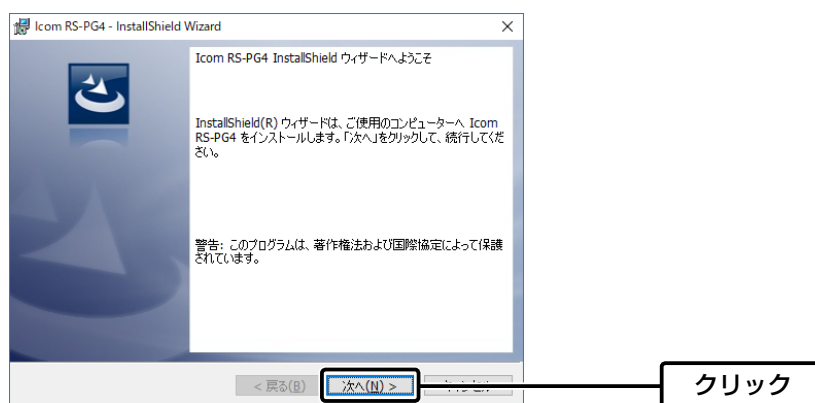 Icom RS-PG4 - InstallShield Wizard
Icom RS-PG4 InstallShield ウィザードへようこそ
InstallShield(R) ウィザードは、ご使用のコンピューターへ Icom
RS-PG4 をインストールします。「次へ」をクリックして、続行してくだ
さい。
警告: このプログラムは、著作権法および国際協定によって保護
されています。
< 戻る(B) 次へ(N) >
クリック